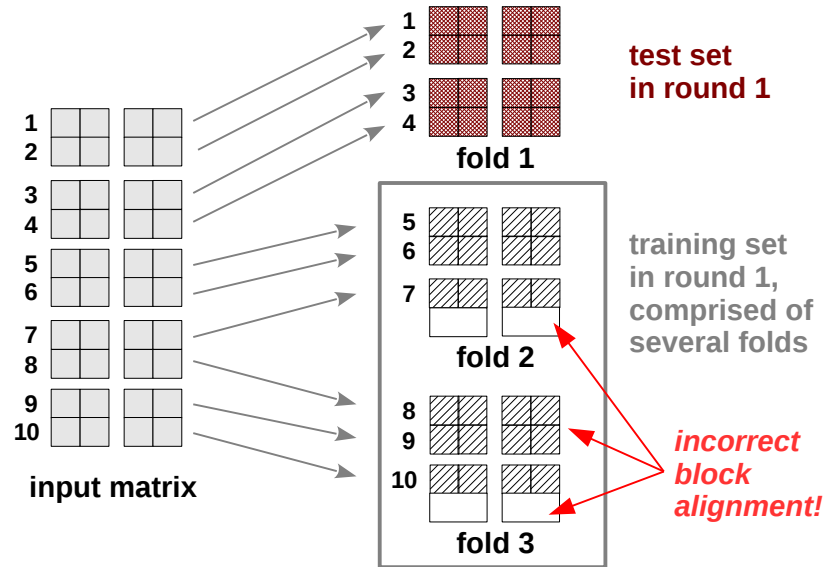 1
2
3
4
5
6
7
8
9
10
input matrix
1
2
3
4
fold 1
test set
in round 1
5
6
7
fold 2
8
9
10
fold 3
training set
in round 1,
comprised of
several folds
incorrect
block
alignment!